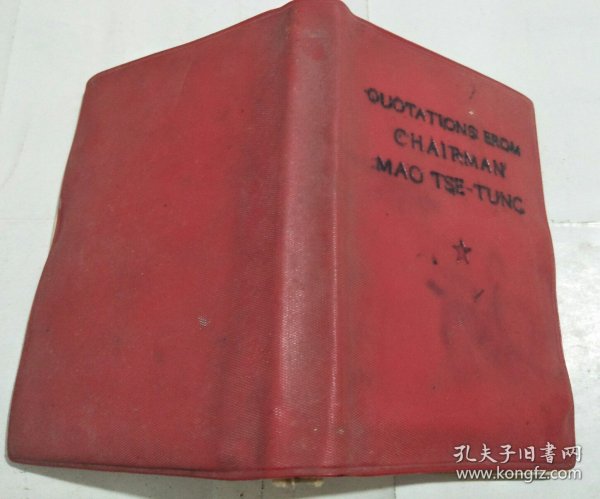 QUOTATIONS FROM
CHAIRMAN
MAO TSE-TUNG
孔夫子旧书网
www.kongfz.com